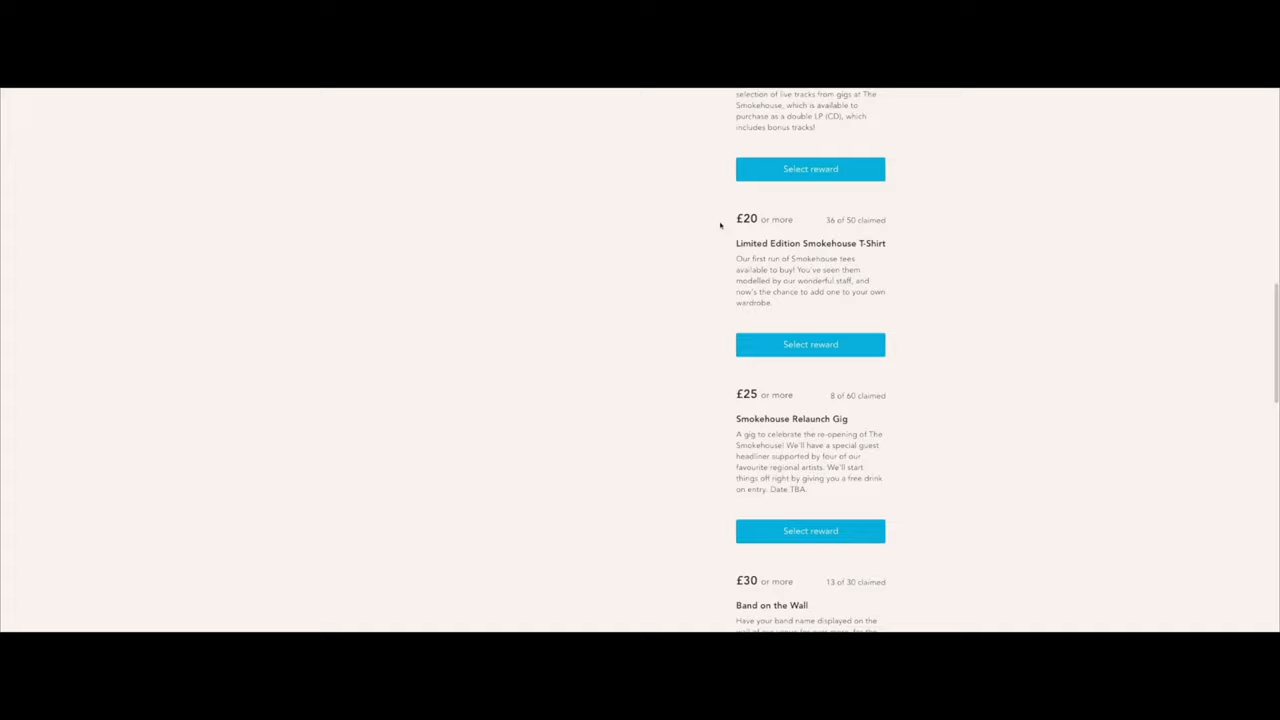 selection of live tracks from gigs at The
Smokehouse, which is available to
purchase as a double LP (CD), which
includes bonus tracks!
Select reward
£20 or more 36 of 50 claimed
Limited Edition Smokehouse T-Shirt
Our first run of Smokehouse tees
available to buy! You've seen them
modelled by our wonderful staff, and
now's the chance to add one to your own
wardrobe.
Select reward
£25 or more 8 of 60 claimed
Smokehouse Relaunch Gig
A gig to celebrate the re-opening of The
Smokehouse! We'll have a special guest
headliner supported by four of our
favourite regional artists. We'll start
things off right by giving you a free drink
on entry. Date TBA.
Select reward
£30 or more 13 of 30 claimed
Band on the Wall
Have your band name displayed on the